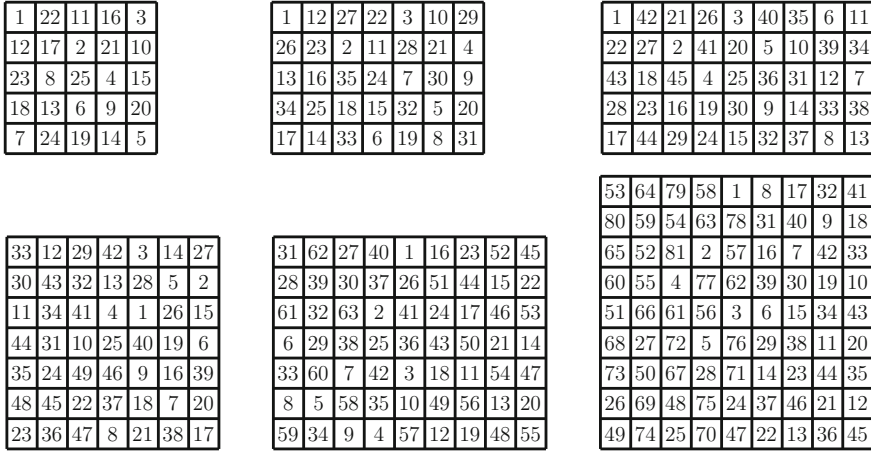 1 22 11 16 3
12 17 2 21 10
23 8 25 4 15
18 13 6 9 20
7 24 19 14 5
1 12 27 22 3 10 29
26 23 2 11 28 21 4
13 16 35 24 7 30 9
34 25 18 15 32 5 20
17 14 33 6 19 8 31
1 42 21 26 3 40 35 6 11
22 27 2 41 20 5 10 39 34
43 18 45 4 25 36 31 12 7
28 23 16 19 30 9 14 33 38
17 44 29 24 15 32 37 8 13
33 12 29 42 3 14 27
30 43 32 13 28 5 2
11 34 41 4 1 26 15
44 31 10 25 40 19 6
35 24 49 46 9 16 39
48 45 22 37 18 7 20
23 36 47 8 21 38 17
31 62 27 40 1 16 23 52 45
28 39 30 37 26 51 44 15 22
61 32 63 2 41 24 17 46 53
6 29 38 25 36 43 50 21 14
33 60 7 42 3 18 11 54 47
8 5 58 35 10 49 56 13 20
59 34 9 4 57 12 19 48 55
53 64 79 58 1 8 17 32 41
80 59 54 63 78 31 40 9 18
65 52 81 2 57 16 7 42 33
60 55 4 77 62 39 30 19 10
51 66 61 56 3 6 15 34 43
68 27 72 5 76 29 38 11 20
73 50 67 28 71 14 23 44 35
26 69 48 75 24 37 46 21 12
49 74 25 70 47 22 13 36 45